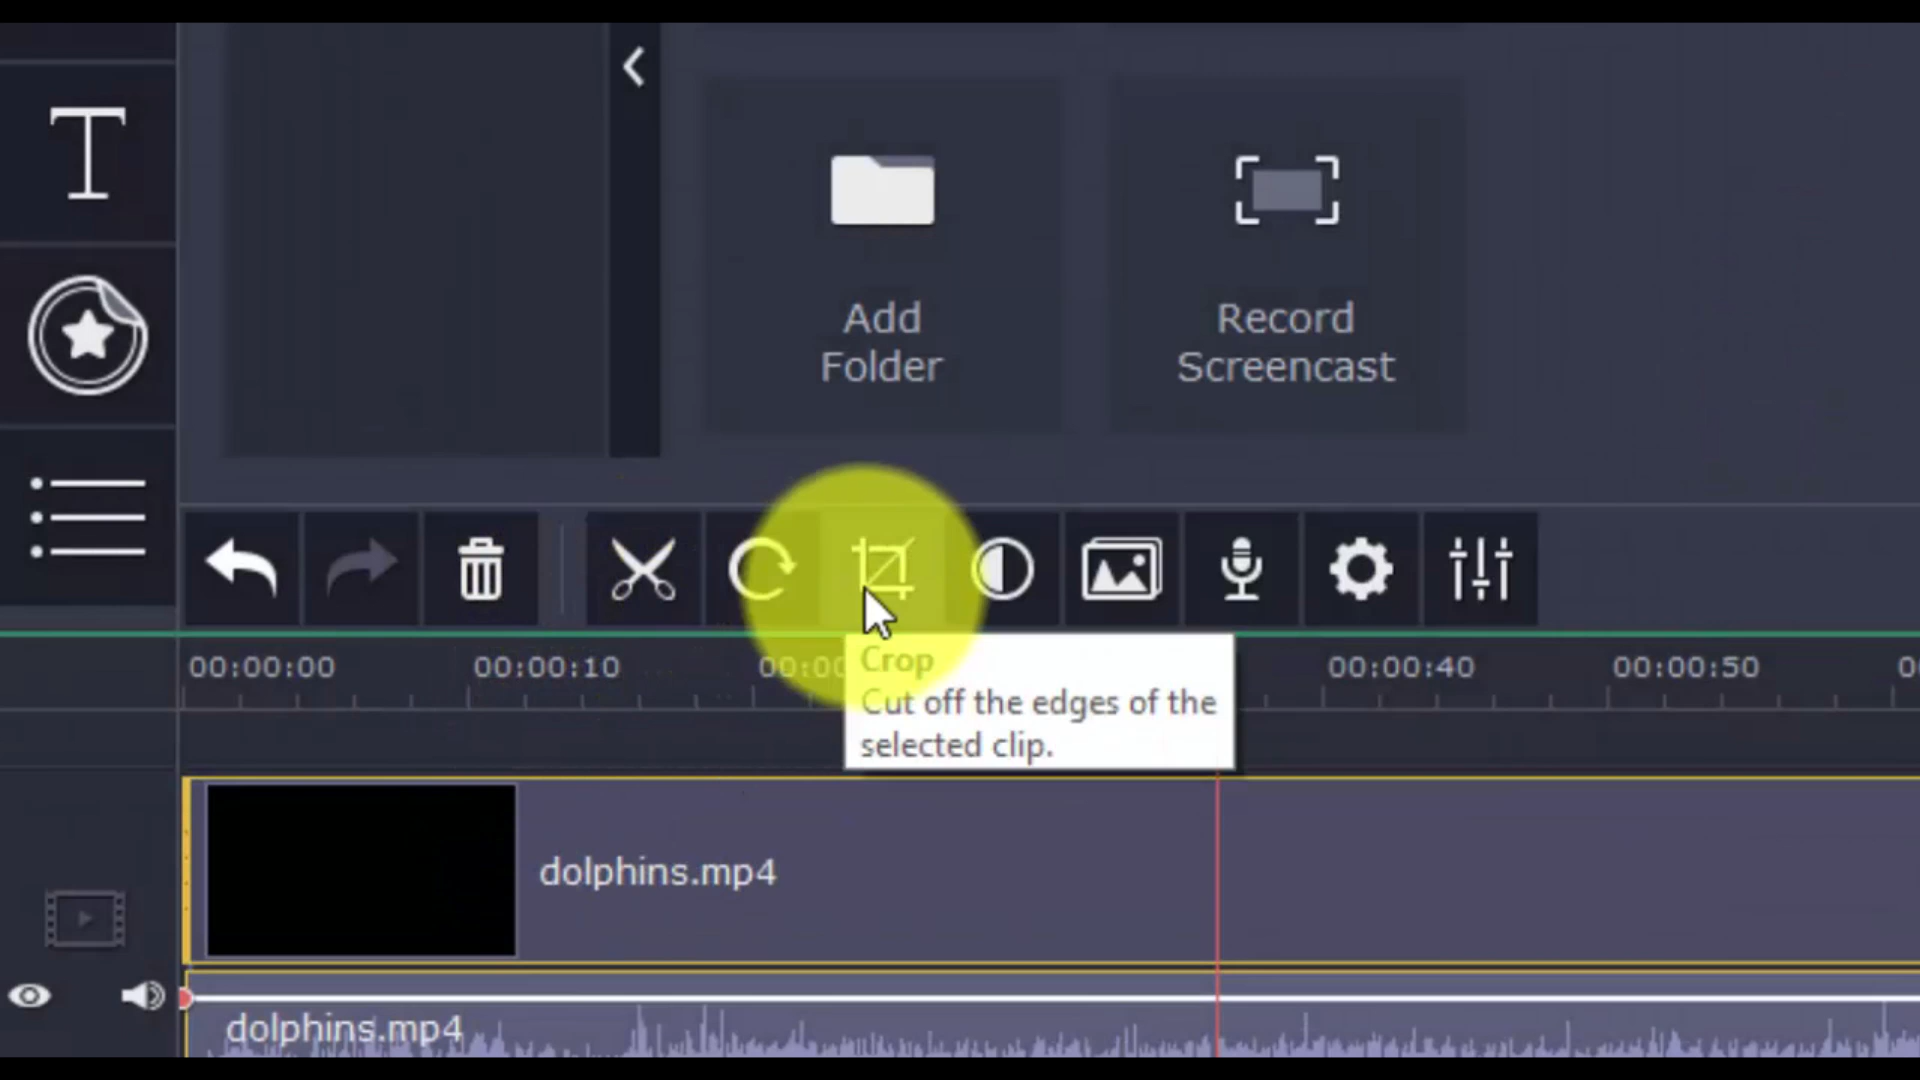 T
Add
Folder
Record
Screencast
00:00:00
00:00:10
00:00:40
00:00:50
Crop
Cut off the edges of the
selected clip.
dolphins.mp4
dolphins.mp4